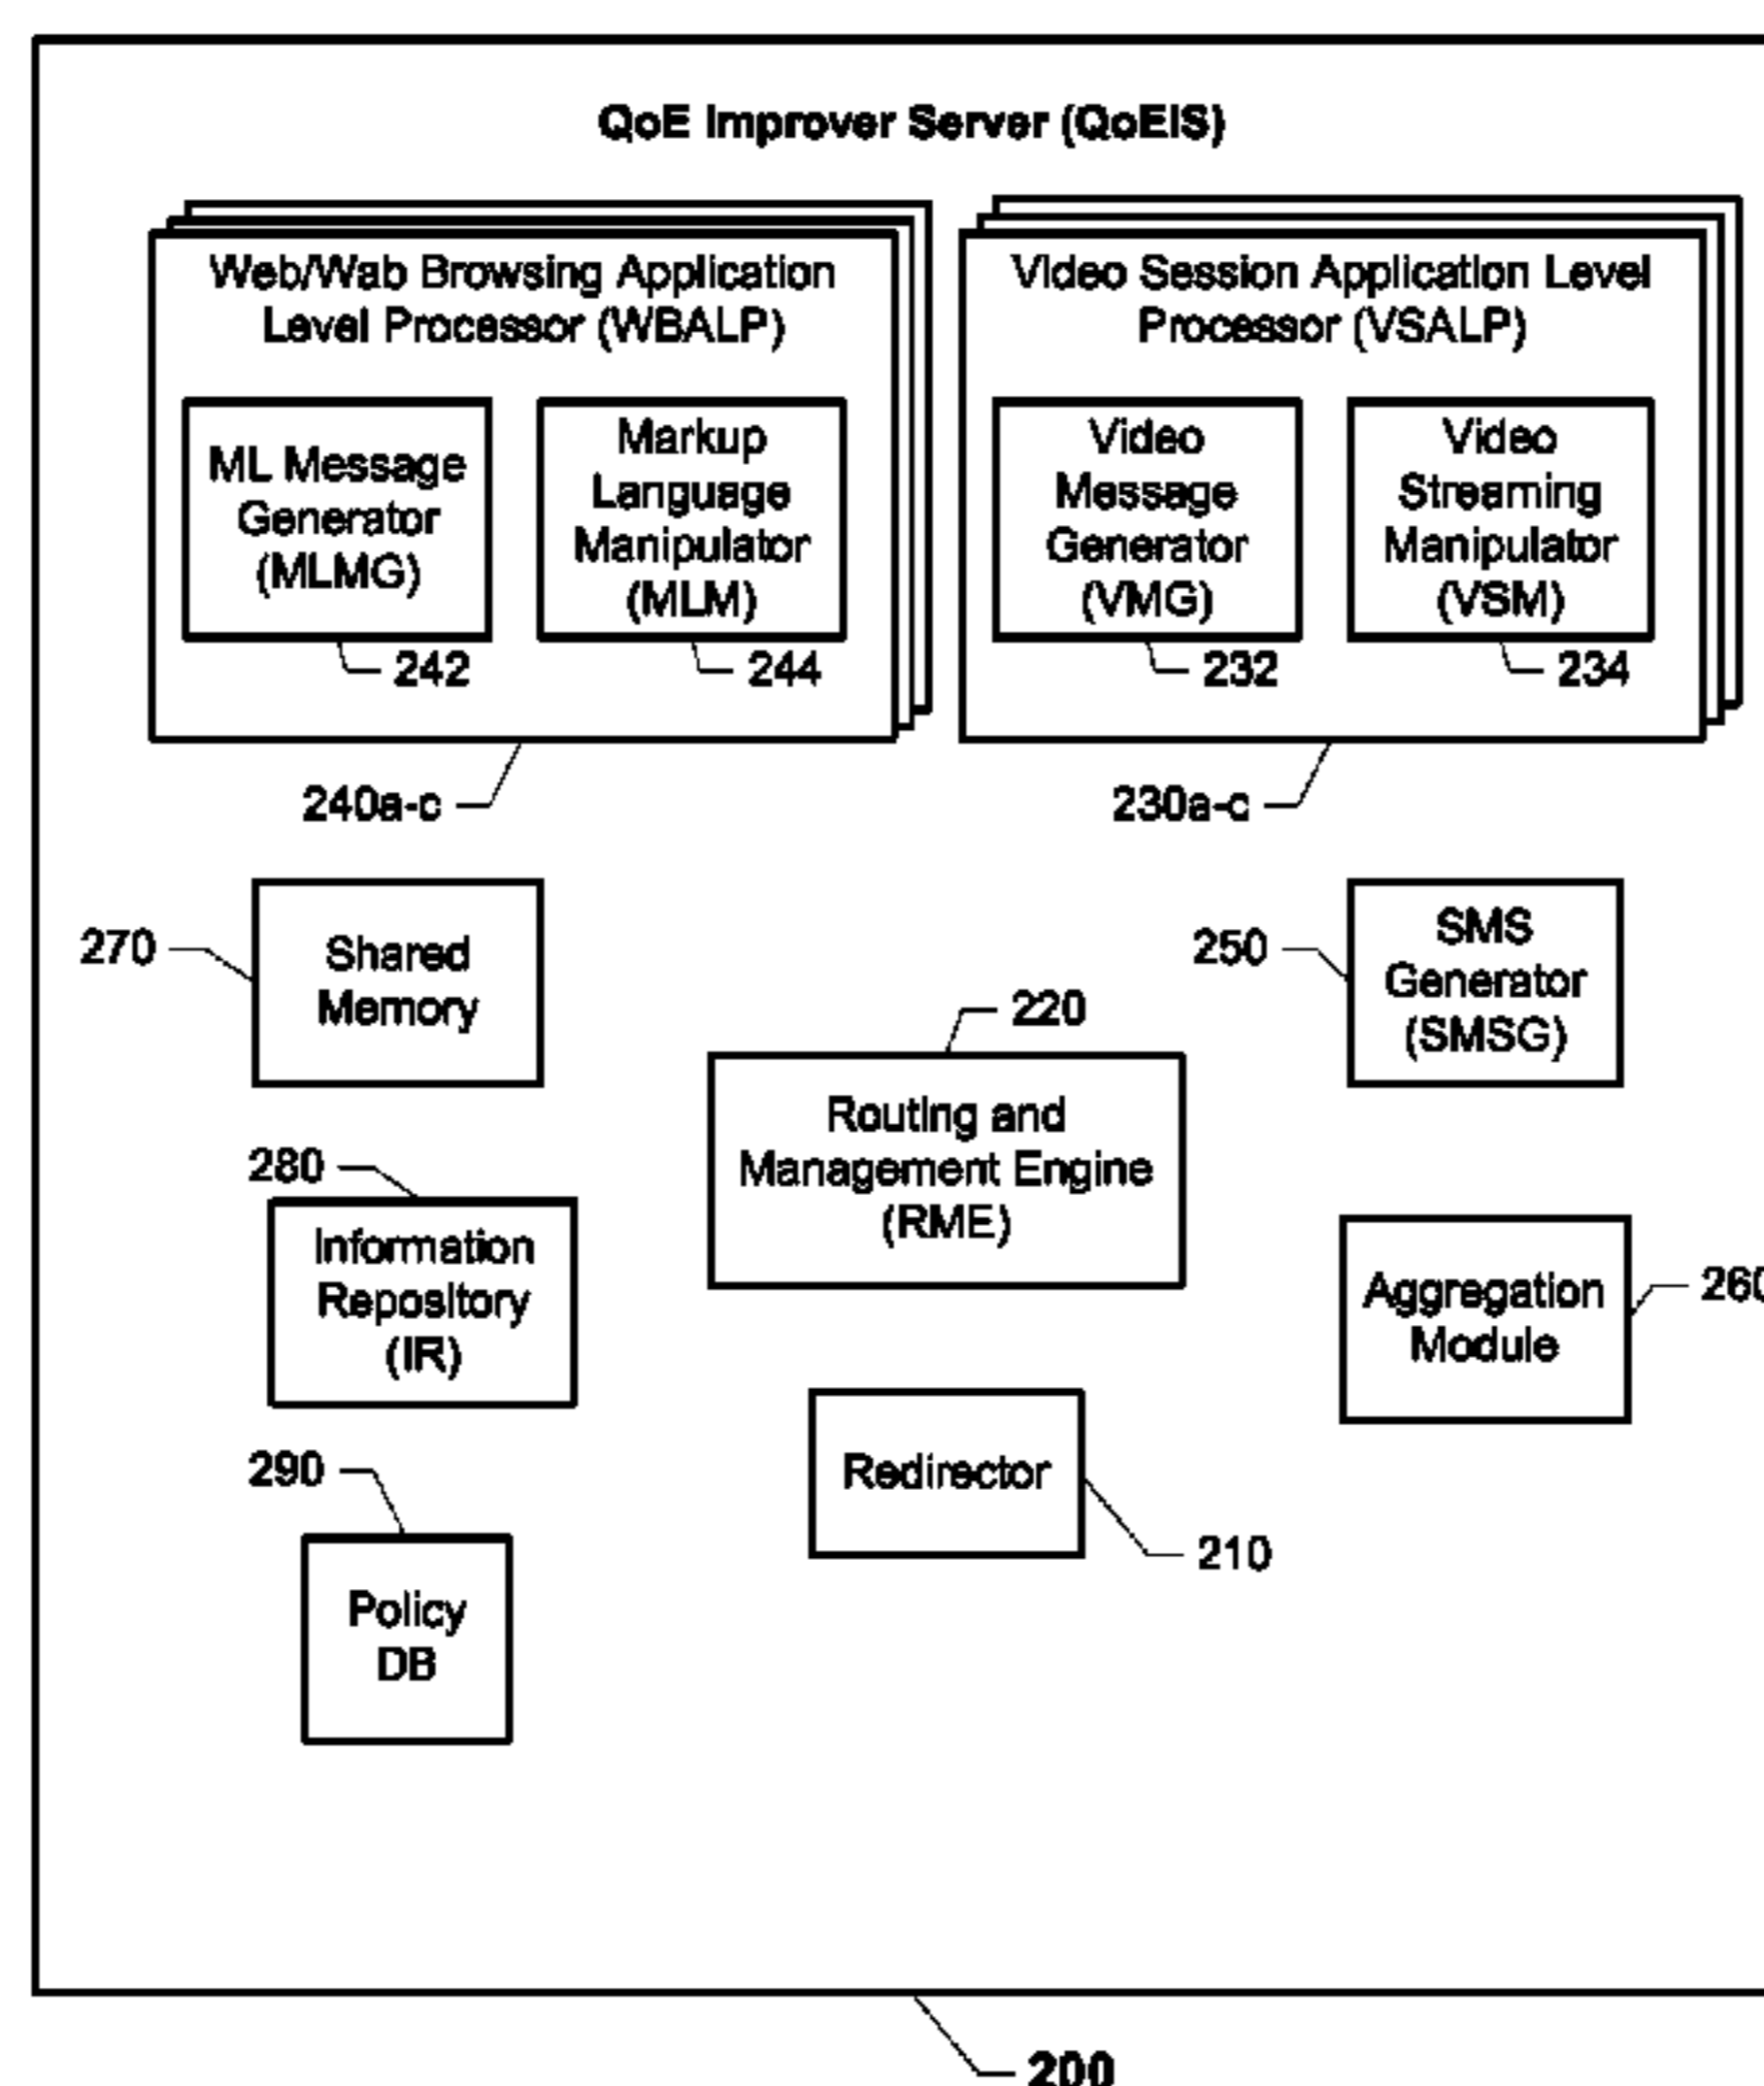 QoE Improver Server (QoEIS)
Web/Wab Browsing Application
Level Processor (WBALP)
ML Message
Generator
(MLMG)
242
Markup
Language
Manipulator
(MLM)
244
240a-c
Video Session Application Level
Processor (VSALP)
Video
Message
Generator
(VMG)
232
Video
Streaming
Manipulator
(VSM)
234
230a-c
270
Shared
Memory
250
SMS
Generator
(SMSG)
220
Routing and
Management Engine
(RME)
280
Information
Repository
(IR)
Aggregation
Module
260
Redirector
210
290
Policy
DB
200